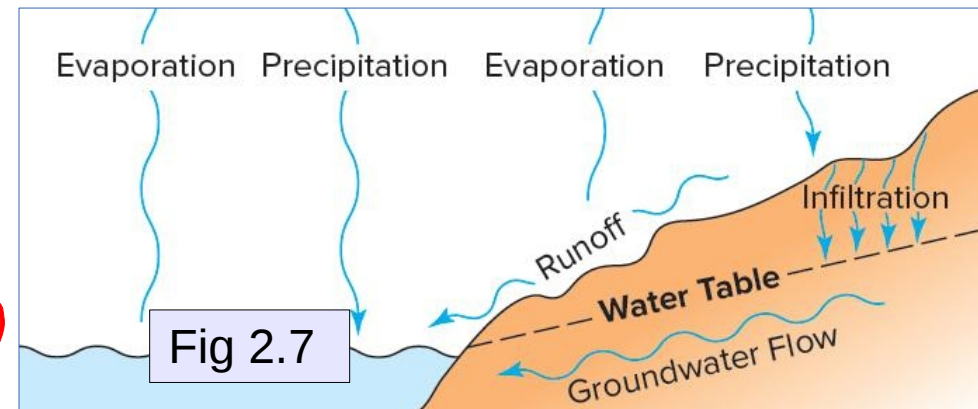 Evaporation Precipitation Evaporation Precipitation
Infiltration
Runoff
Water Table
Fig 2.7
Groundwater Flow